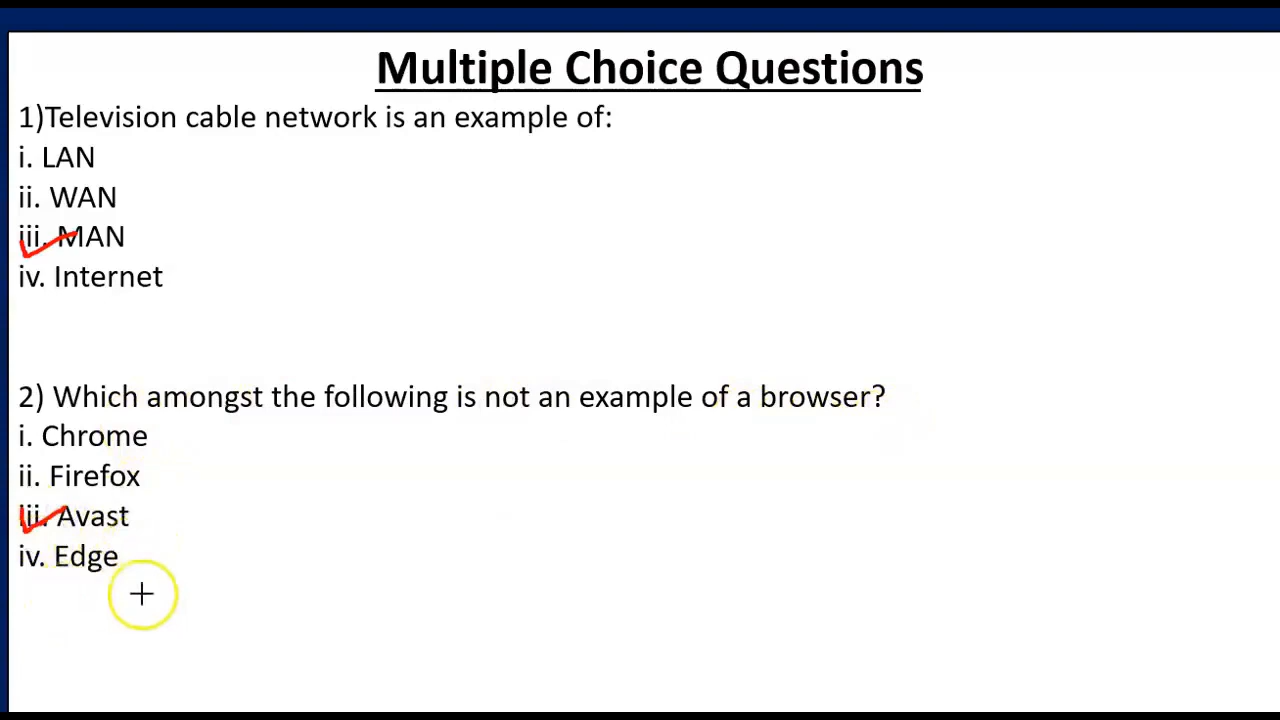 Multiple Choice Questions
1)Television cable network is an example of:
i. LAN
ii. WAN
iii. MAN
iv. Internet
2) Which amongst the following is not an example of a browser?
i. Chrome
ii. Firefox
iii. Avast
iv. Edge